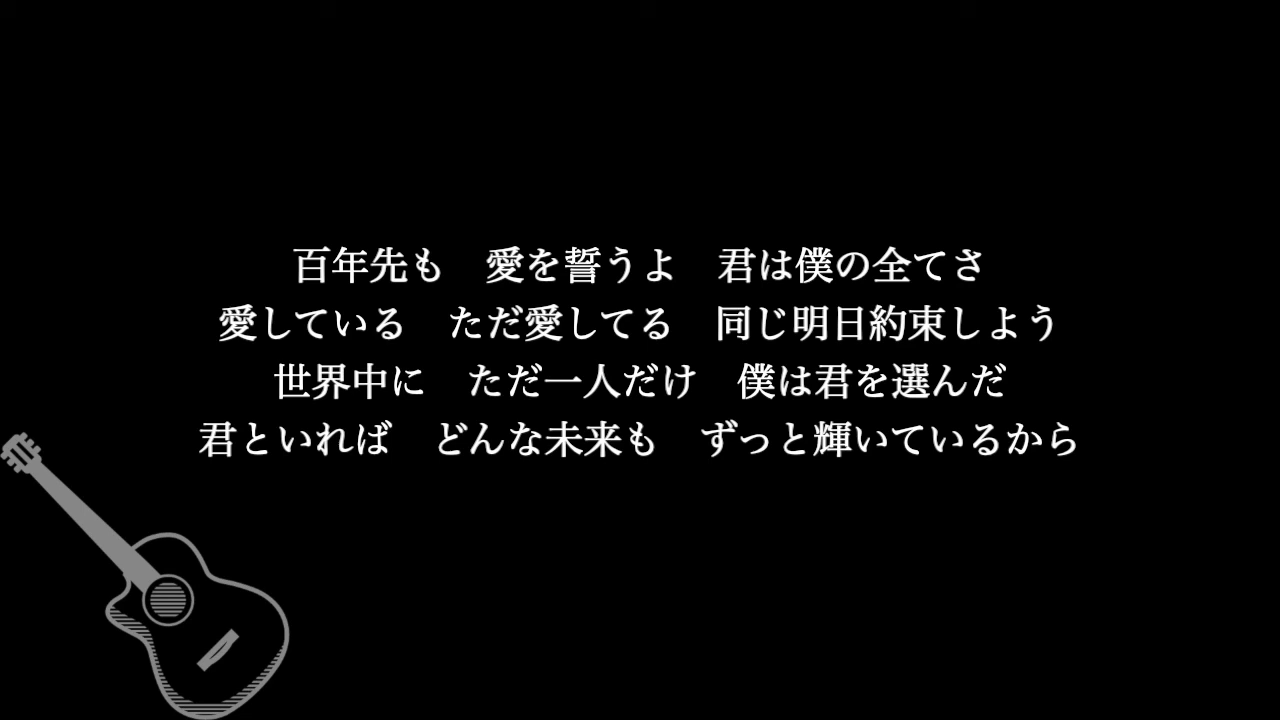 百年先も　愛を誓うよ　君は僕の全てさ
愛している　ただ愛してる　同じ明日約束しよう
世界中に　ただ一人だけ　僕は君を選んだ
君といれば　どんな未来も　ずっと輝いているから